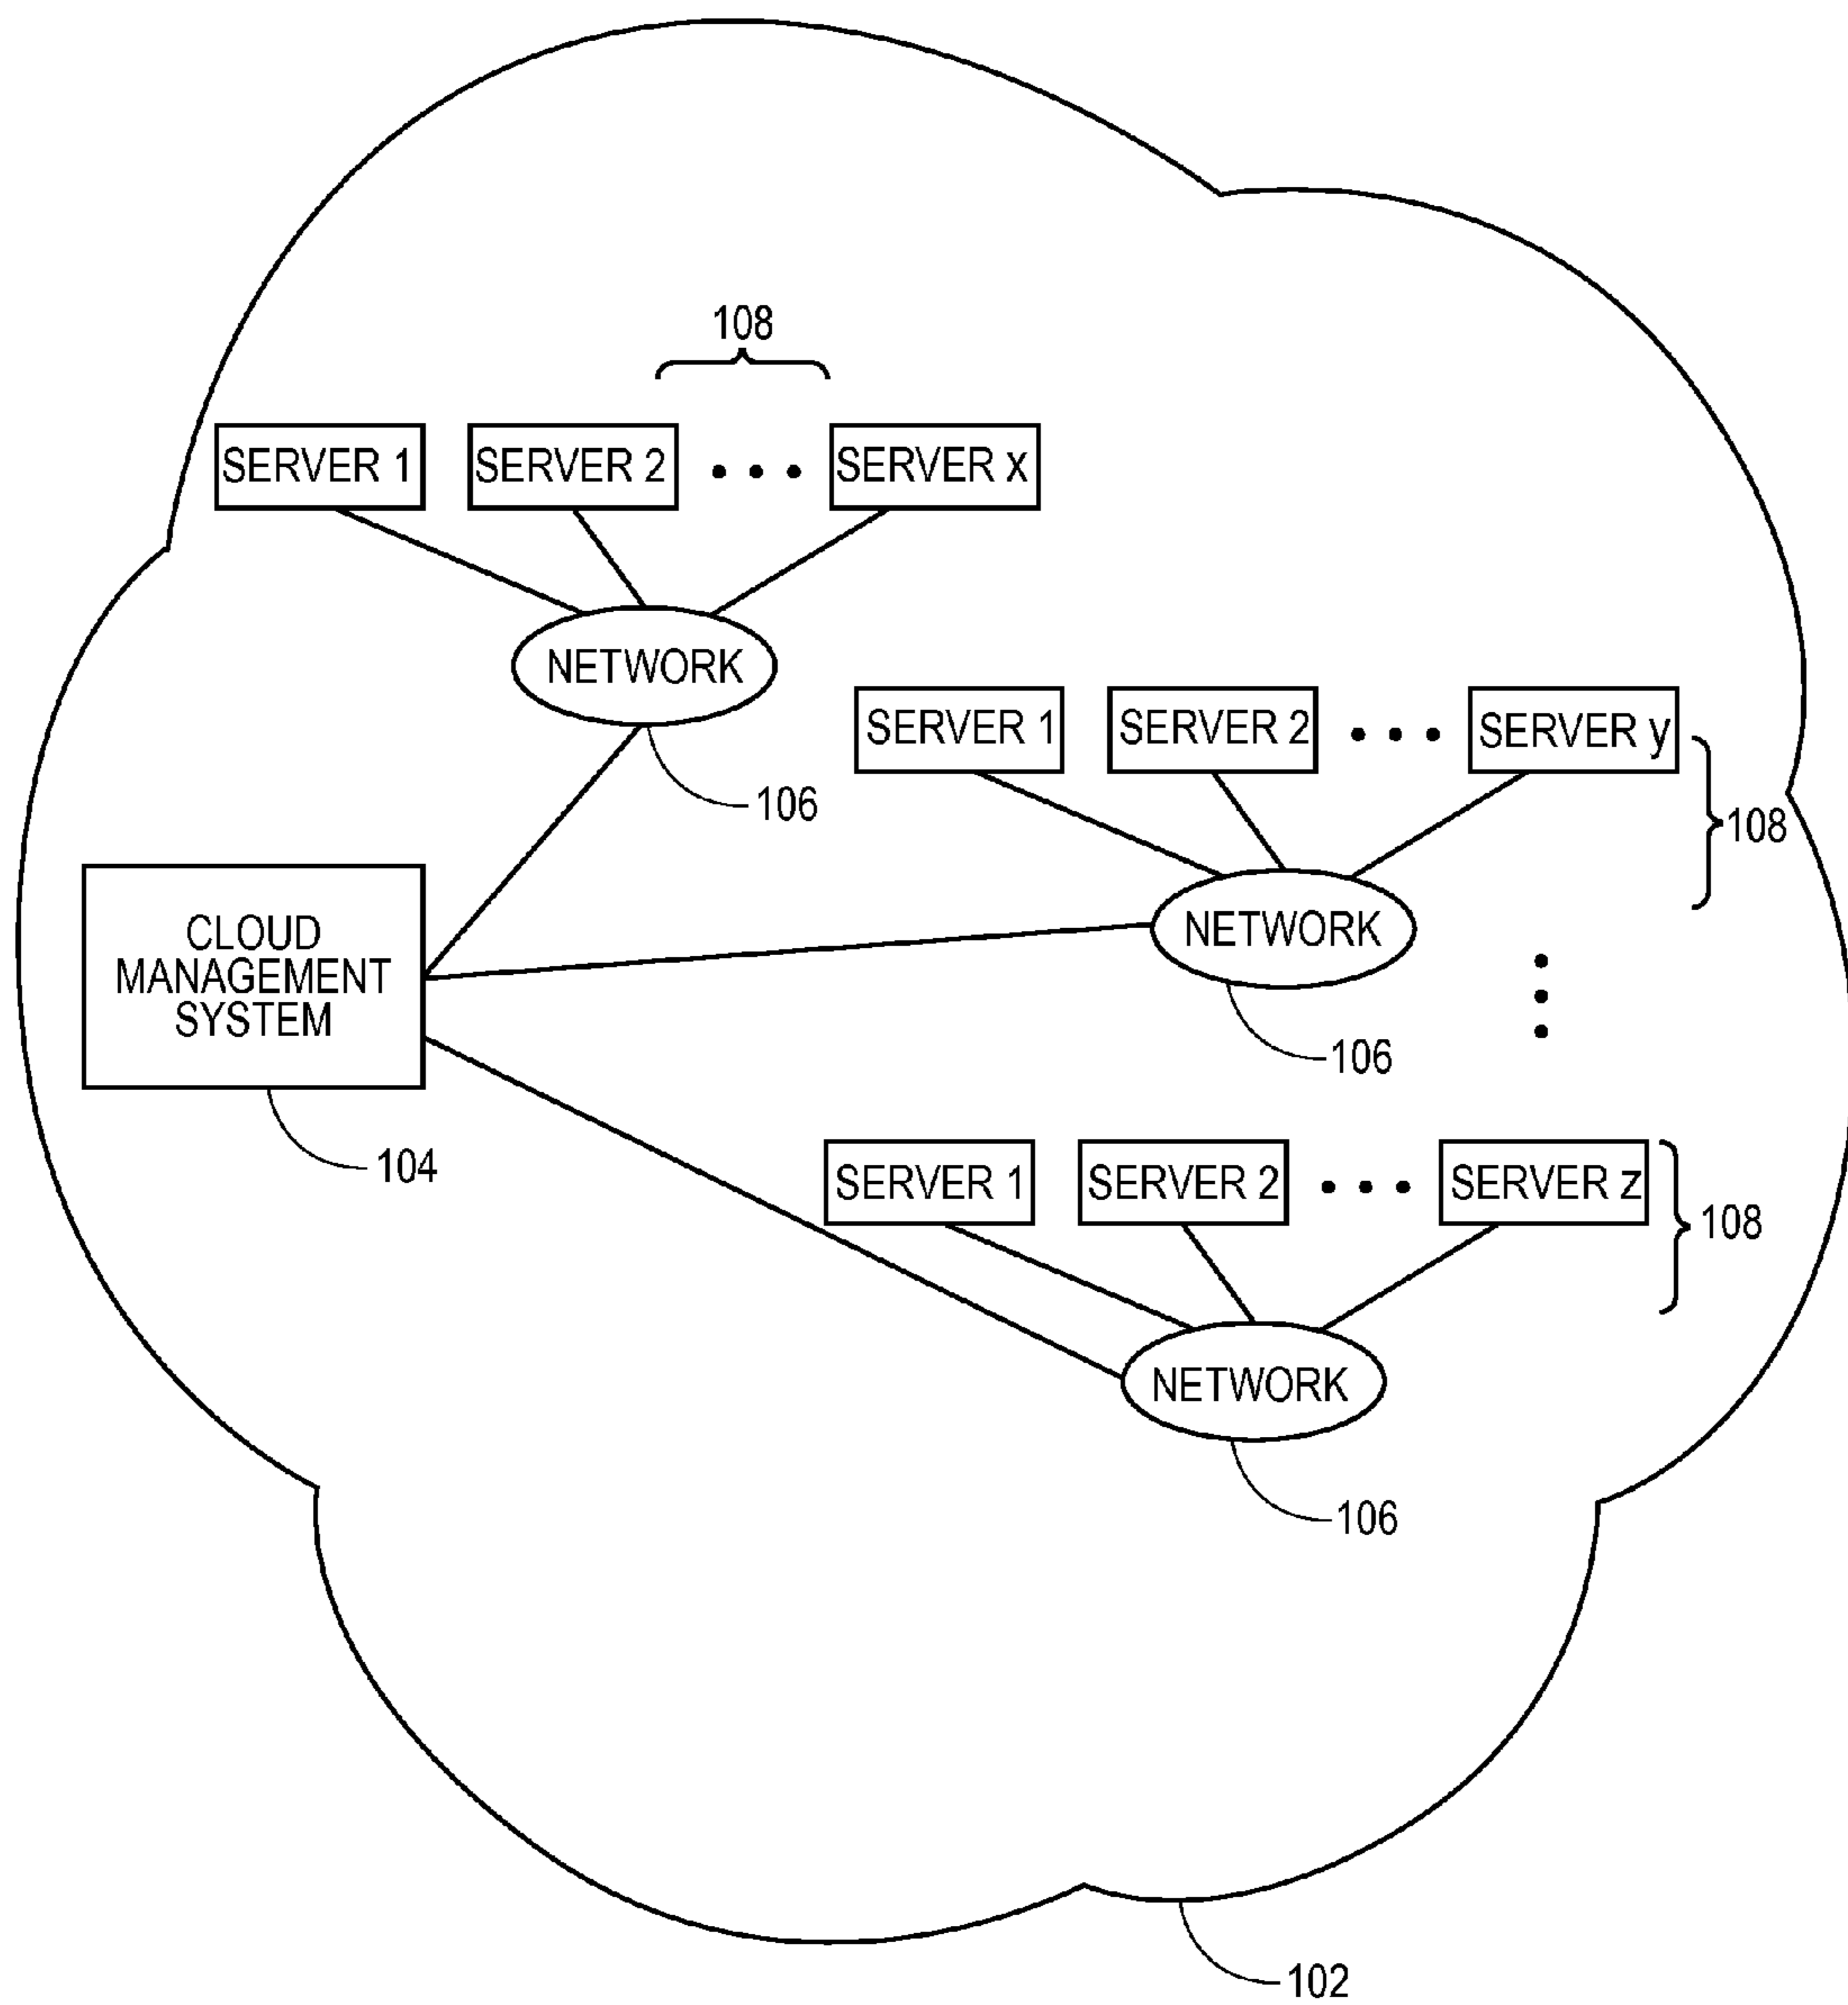 108
SERVER 1
SERVER 2
SERVER x
NETWORK
106
SERVER 1
SERVER 2
SERVER y
108
NETWORK
106
CLOUD
MANAGEMENT
SYSTEM
104
SERVER 1
SERVER 2
SERVER z
108
NETWORK
106
102